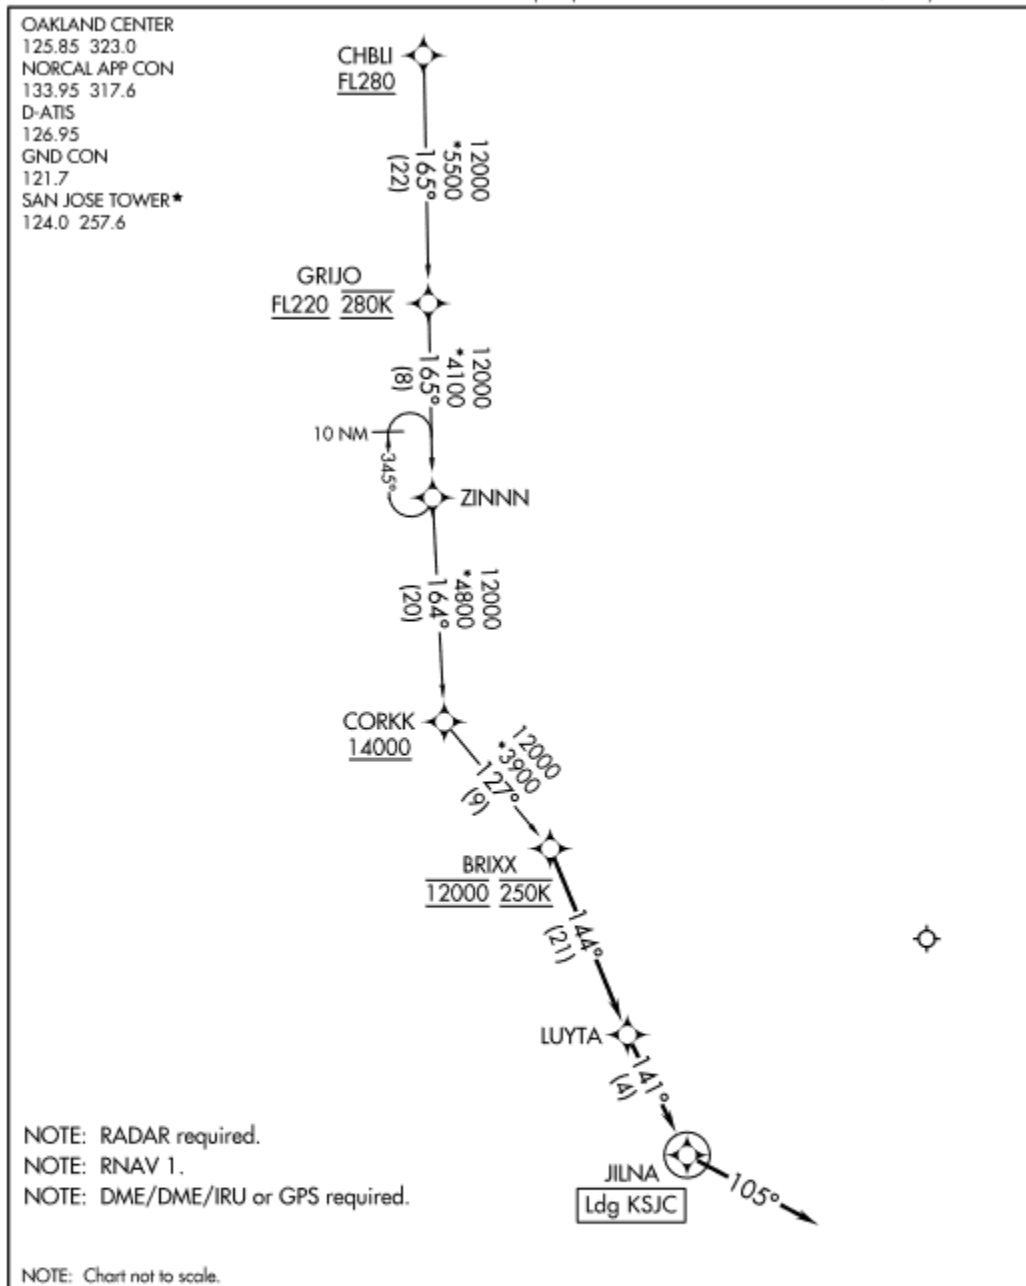 OAKLAND CENTER
125.85 323.0
NORCAL APP CON
133.95 317.6
D-ATIS
126.95
GND CON
121.7
SAN JOSE TOWER★
124.0 257.6
CHBLI
FL280
12000
*5500
165°
(22)
GRIJO
FL220 280K
12000
*4100
165°
(8)
10 NM
345°
ZINNN
12000
*4800
164°
(20)
CORKK
14000
12000
*3900
127°
(9)
BRIXX
12000 250K
144°
(21)
LUYTA
141°
(4)
JILNA
Ldg KSJC
105°
NOTE: RADAR required.
NOTE: RNAV 1.
NOTE: DME/DME/IRU or GPS required.
NOTE: Chart not to scale.